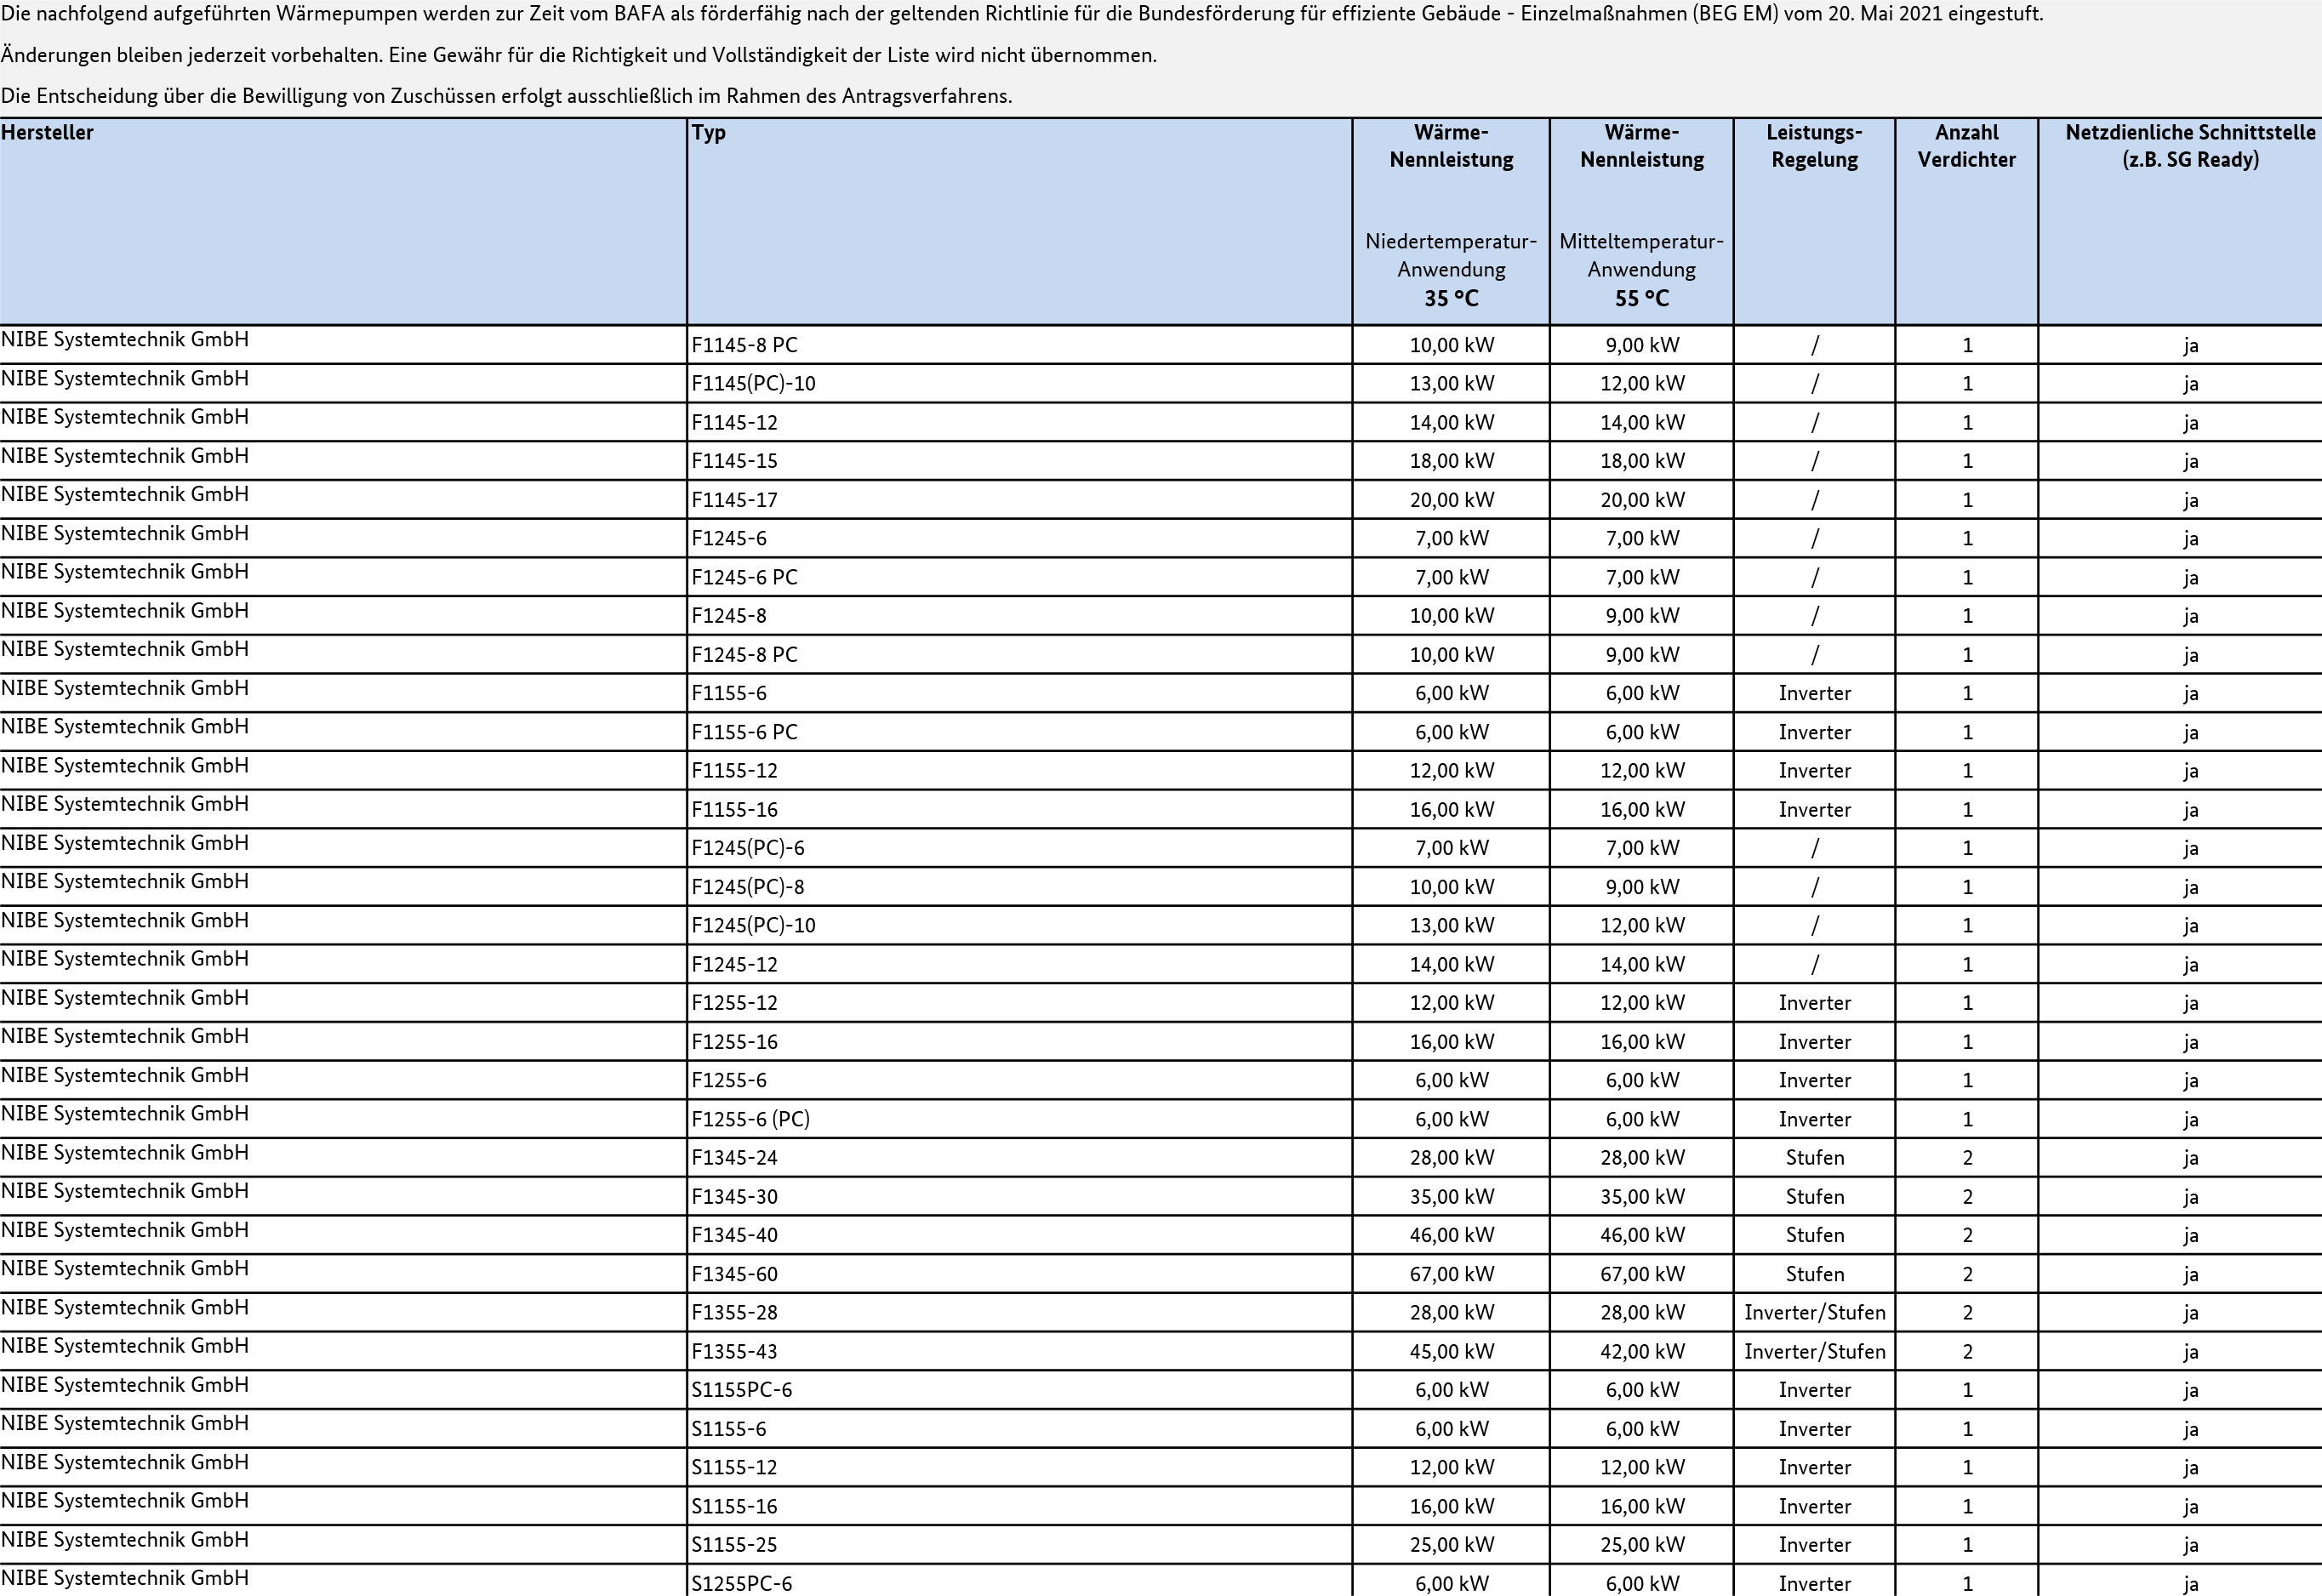 Die nachfolgend aufgeführten Wärmepumpen werden zur Zeit vom BAFA als förderfähig nach der geltenden Richtlinie für die Bundesförderung für effiziente Gebäude - Einzelmaßnahmen (BEG EM) vom 20. Mai 2021 eingestuft.
Änderungen bleiben jederzeit vorbehalten. Eine Gewähr für die Richtigkeit und Vollständigkeit der Liste wird nicht übernommen.
Die Entscheidung über die Bewilligung von Zuschüssen erfolgt ausschließlich im Rahmen des Antragsverfahrens.
Hersteller Typ Wärme- Wärme- Leistungs- Anzahl Netzdienliche Schnittstelle
Nennleistung Nennleistung Regelung Verdichter (z.B. SG Ready)
Niedertemperatur- Mitteltemperatur-
Anwendung Anwendung
35 °C 55 °C
NIBE Systemtechnik GmbH F1145-8 PC 10,00 kW 9,00 kW / 1 ja
NIBE Systemtechnik GmbH F1145(PC)-10 13,00 kW 12,00 kW / 1 ja
NIBE Systemtechnik GmbH F1145-12 14,00 kW 14,00 kW / 1 ja
NIBE Systemtechnik GmbH F1145-15 18,00 kW 18,00 kW / 1 ja
NIBE Systemtechnik GmbH F1145-17 20,00 kW 20,00 kW / 1 ja
NIBE Systemtechnik GmbH F1245-6 7,00 kW 7,00 kW / 1 ja
NIBE Systemtechnik GmbH F1245-6 PC 7,00 kW 7,00 kW / 1 ja
NIBE Systemtechnik GmbH F1245-8 10,00 kW 9,00 kW / 1 ja
NIBE Systemtechnik GmbH F1245-8 PC 10,00 kW 9,00 kW / 1 ja
NIBE Systemtechnik GmbH F1155-6 6,00 kW 6,00 kW Inverter 1 ja
NIBE Systemtechnik GmbH F1155-6 PC 6,00 kW 6,00 kW Inverter 1 ja
NIBE Systemtechnik GmbH F1155-12 12,00 kW 12,00 kW Inverter 1 ja
NIBE Systemtechnik GmbH F1155-16 16,00 kW 16,00 kW Inverter 1 ja
NIBE Systemtechnik GmbH F1245(PC)-6 7,00 kW 7,00 kW / 1 ja
NIBE Systemtechnik GmbH F1245(PC)-8 10,00 kW 9,00 kW / 1 ja
NIBE Systemtechnik GmbH F1245(PC)-10 13,00 kW 12,00 kW / 1 ja
NIBE Systemtechnik GmbH F1245-12 14,00 kW 14,00 kW / 1 ja
NIBE Systemtechnik GmbH F1255-12 12,00 kW 12,00 kW Inverter 1 ja
NIBE Systemtechnik GmbH F1255-16 16,00 kW 16,00 kW Inverter 1 ja
NIBE Systemtechnik GmbH F1255-6 6,00 kW 6,00 kW Inverter 1 ja
NIBE Systemtechnik GmbH F1255-6 (PC) 6,00 kW 6,00 kW Inverter 1 ja
NIBE Systemtechnik GmbH F1345-24 28,00 kW 28,00 kW Stufen 2 ja
NIBE Systemtechnik GmbH F1345-30 35,00 kW 35,00 kW Stufen 2 ja
NIBE Systemtechnik GmbH F1345-40 46,00 kW 46,00 kW Stufen 2 ja
NIBE Systemtechnik GmbH F1345-60 67,00 kW 67,00 kW Stufen 2 ja
NIBE Systemtechnik GmbH F1355-28 28,00 kW 28,00 kW Inverter/Stufen 2 ja
NIBE Systemtechnik GmbH F1355-43 45,00 kW 42,00 kW Inverter/Stufen 2 ja
NIBE Systemtechnik GmbH S1155PC-6 6,00 kW 6,00 kW Inverter 1 ja
NIBE Systemtechnik GmbH S1155-6 6,00 kW 6,00 kW Inverter 1 ja
NIBE Systemtechnik GmbH S1155-12 12,00 kW 12,00 kW Inverter 1 ja
NIBE Systemtechnik GmbH S1155-16 16,00 kW 16,00 kW Inverter 1 ja
NIBE Systemtechnik GmbH S1155-25 25,00 kW 25,00 kW Inverter 1 ja
NIBE Systemtechnik GmbH S1255PC-6 6,00 kW 6,00 kW Inverter 1 ja